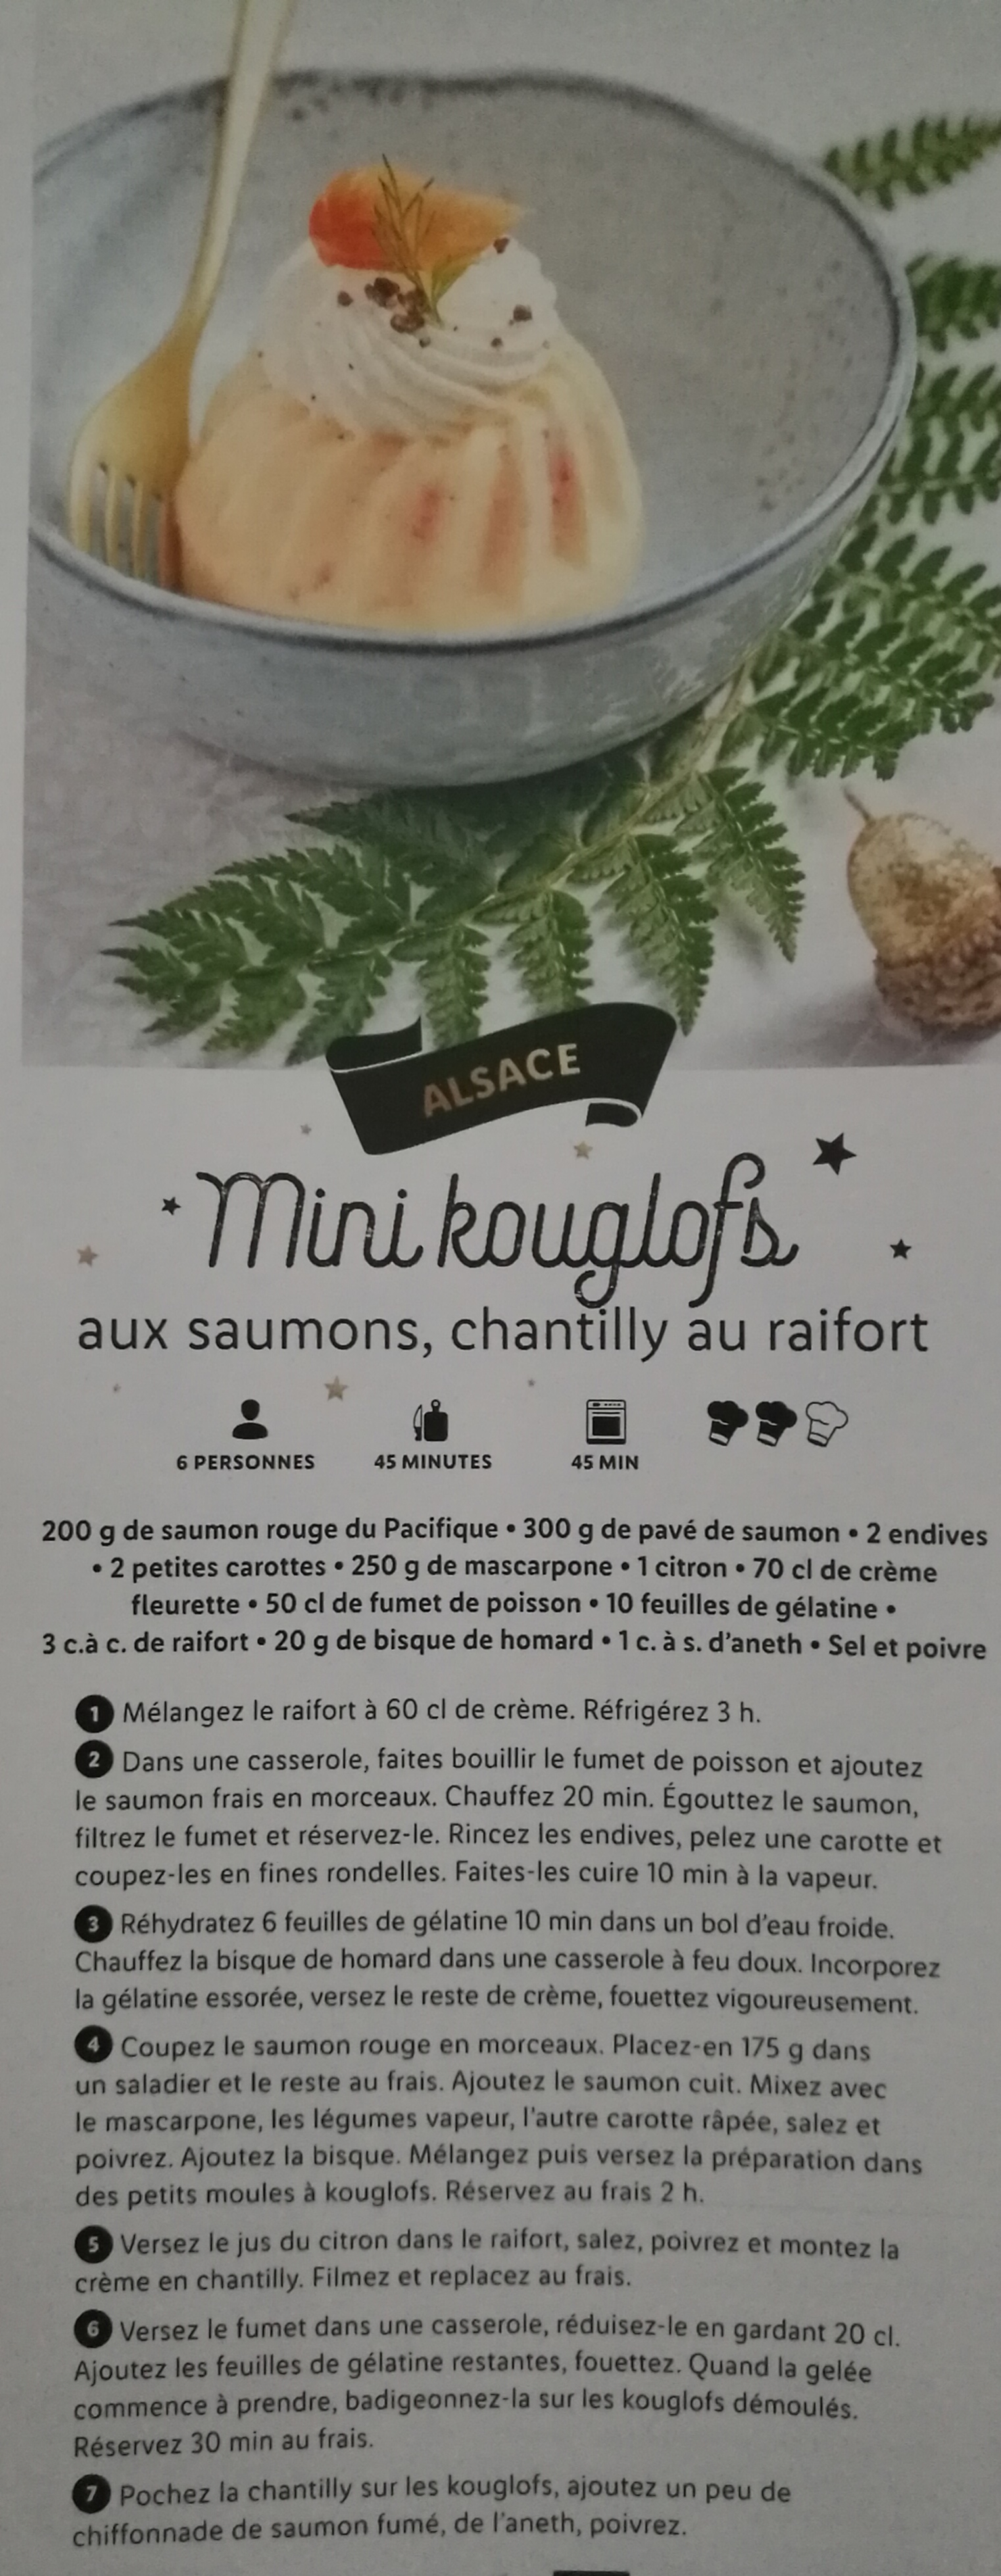 ALSACE
Mini kouglofs
aux saumons, chantilly au raifort
6 PERSONNES 45 MINUTES 45 MIN
200 g de saumon rouge du Pacifique • 300 g de pavé de saumon • 2 endives
• 2 petites carottes • 250 g de mascarpone • 1 citron • 70 cl de crème
fleurette • 50 cl de fumet de poisson • 10 feuilles de gélatine •
3 c.à c. de raifort • 20 g de bisque de homard • 1 c. à s. d'aneth • Sel et poivre
1 Mélangez le raifort à 60 cl de crème. Réfrigérez 3 h.
2 Dans une casserole, faites bouillir le fumet de poisson et ajoutez
le saumon frais en morceaux. Chauffez 20 min. Égouttez le saumon,
filtrez le fumet et réservez-le. Rincez les endives, pelez une carotte et
coupez-les en fines rondelles. Faites-les cuire 10 min à la vapeur.
3 Réhydratez 6 feuilles de gélatine 10 min dans un bol d'eau froide.
Chauffez la bisque de homard dans une casserole à feu doux. Incorporez
la gélatine essorée, versez le reste de crème, fouettez vigoureusement.
4 Coupez le saumon rouge en morceaux. Placez-en 175 g dans
un saladier et le reste au frais. Ajoutez le saumon cuit. Mixez avec
le mascarpone, les légumes vapeur, l'autre carotte râpée, salez et
poivrez. Ajoutez la bisque. Mélangez puis versez la préparation dans
des petits moules à kouglofs. Réservez au frais 2 h.
5 Versez le jus du citron dans le raifort, salez, poivrez et montez la
crème en chantilly. Filmez et replacez au frais.
6 Versez le fumet dans une casserole, réduisez-le en gardant 20 cl.
Ajoutez les feuilles de gélatine restantes, fouettez. Quand la gelée
commence à prendre, badigeonnez-la sur les kouglofs démoulés.
Réservez 30 min au frais.
7 Pochez la chantilly sur les kouglofs, ajoutez un peu de
chiffonnade de saumon fumé, de l'aneth, poivrez.